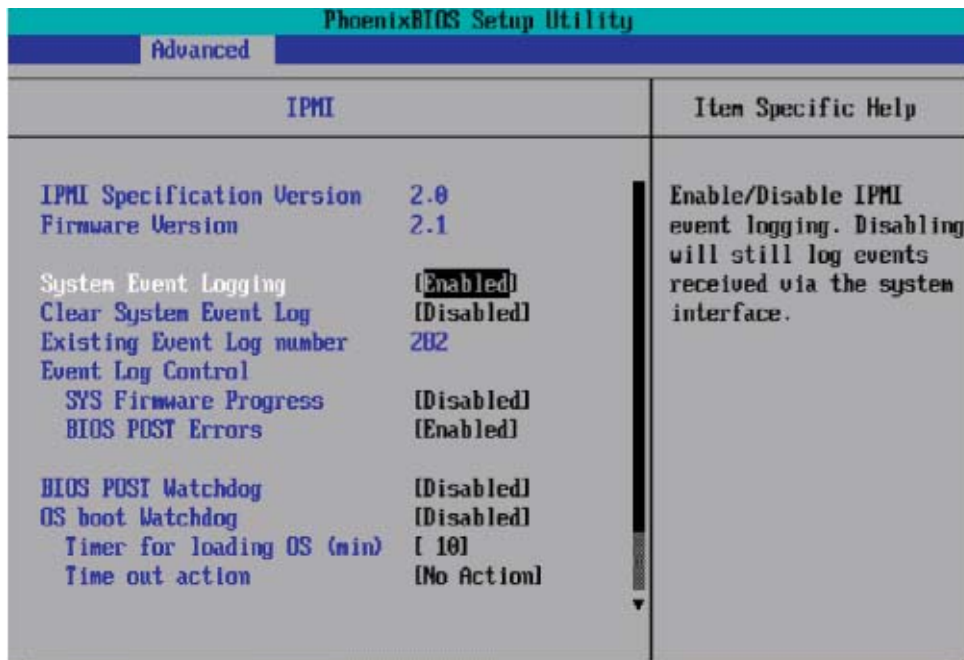 PhoenixBIOS Setup Utility
Advanced
IPMI
Item Specific Help
IPMI Specification Version 2.0
Firmware Version 2.1
System Event Logging [Enabled]
Clear System Event Log [Disabled]
Existing Event Log number 282
Event Log Control
SYS Firmware Progress [Disabled]
BIOS POST Errors [Enabled]
BIOS POST Watchdog [Disabled]
OS boot Watchdog [Disabled]
Timer for loading OS (min) [ 10]
Time out action [No Action]
Enable/Disable IPMI
event logging. Disabling
will still log events
received via the system
interface.